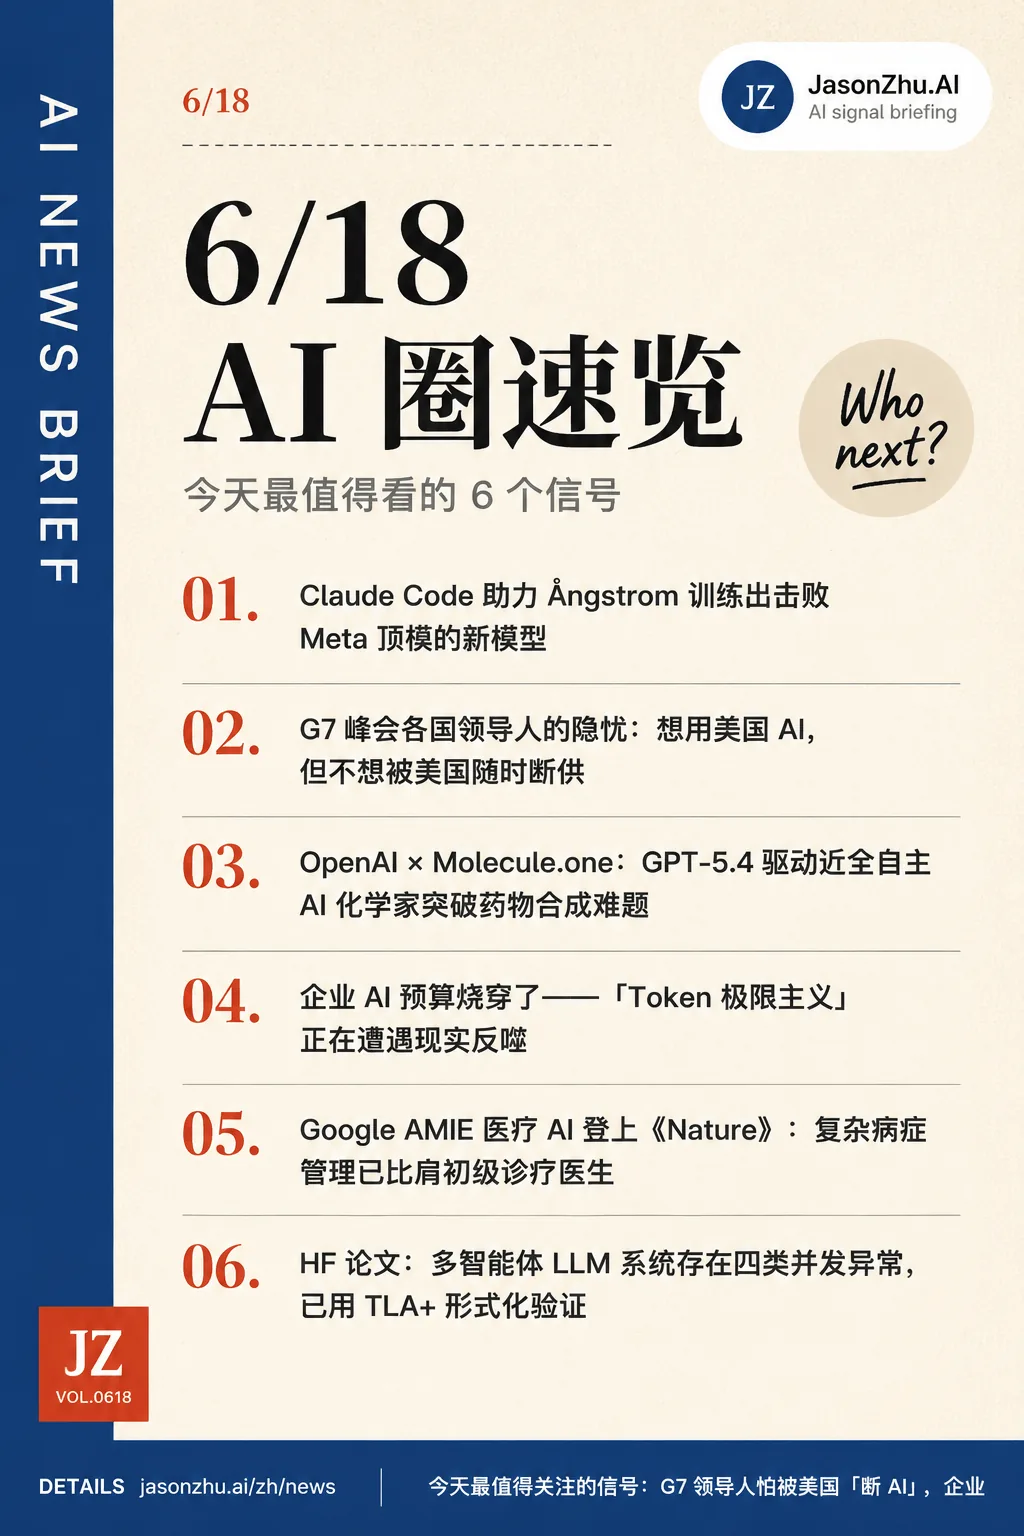 AI NEWS BRIEF
6/18
JZ
JasonZhu.AI
AI signal briefing
6/18
AI 圈速览
今天最值得看的 6 个信号
Who
next?
01.
Claude Code 助力 Ångstrom 训练出击败
Meta 顶模的新模型
02.
G7 峰会各国领导人的隐忧：想用美国 AI，
但不想被美国随时断供
03.
OpenAI × Molecule.one：GPT-5.4 驱动近全自主
AI 化学家突破药物合成难题
04.
企业 AI 预算烧穿了——「Token 极限主义」
正在遭遇现实反噬
05.
Google AMIE 医疗 AI 登上《Nature》：复杂病症
管理已比肩初级诊疗医生
06.
HF 论文：多智能体 LLM 系统存在四类并发异常，
已用 TLA+ 形式化验证
JZ
VOL.0618
DETAILS jasonzhu.ai/zh/news
今天最值得关注的信号：G7 领导人怕被美国「断 AI」，企业